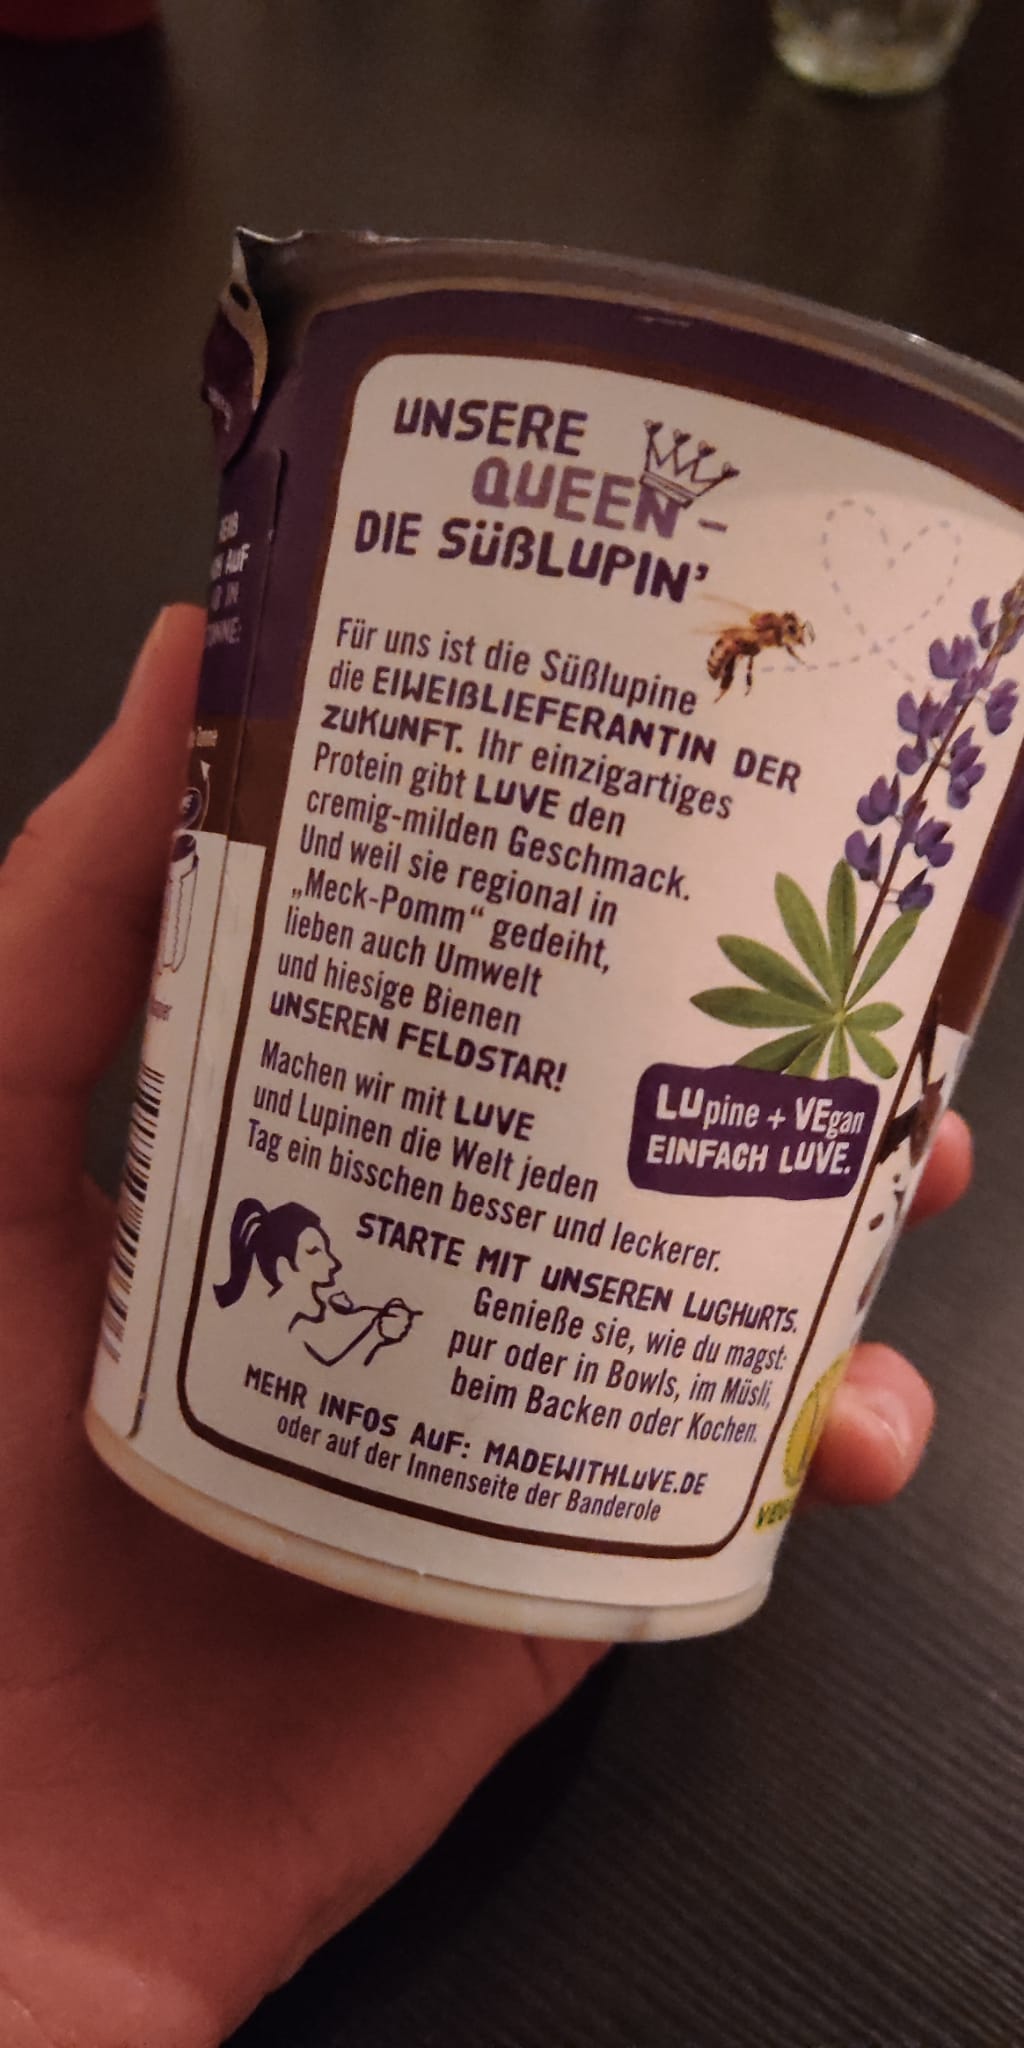 UNSERE
QUEEN -
DIE SÜẞLUPIN'
Für uns ist die Süßlupine
die EIWEIẞLIEFERANTIN DER
ZUKUNFT. Ihr einzigartiges
Protein gibt LUVE den
cremig-milden Geschmack.
Und weil sie regional in
„Meck-Pomm“ gedeiht,
lieben auch Umwelt
und hiesige Bienen
UNSEREN FELDSTAR!
Machen wir mit LUVE
und Lupinen die Welt jeden
Tag ein bisschen besser und leckerer.
LUpine + VEgan
EINFACH LUVE.
STARTE MIT UNSEREN LUGHURTS.
Genieße sie, wie du magst:
pur oder in Bowls, im Müsli,
beim Backen oder Kochen.
MEHR INFOS AUF: MADEWITHLUVE.DE
oder auf der Innenseite der Banderole
AUF
IN